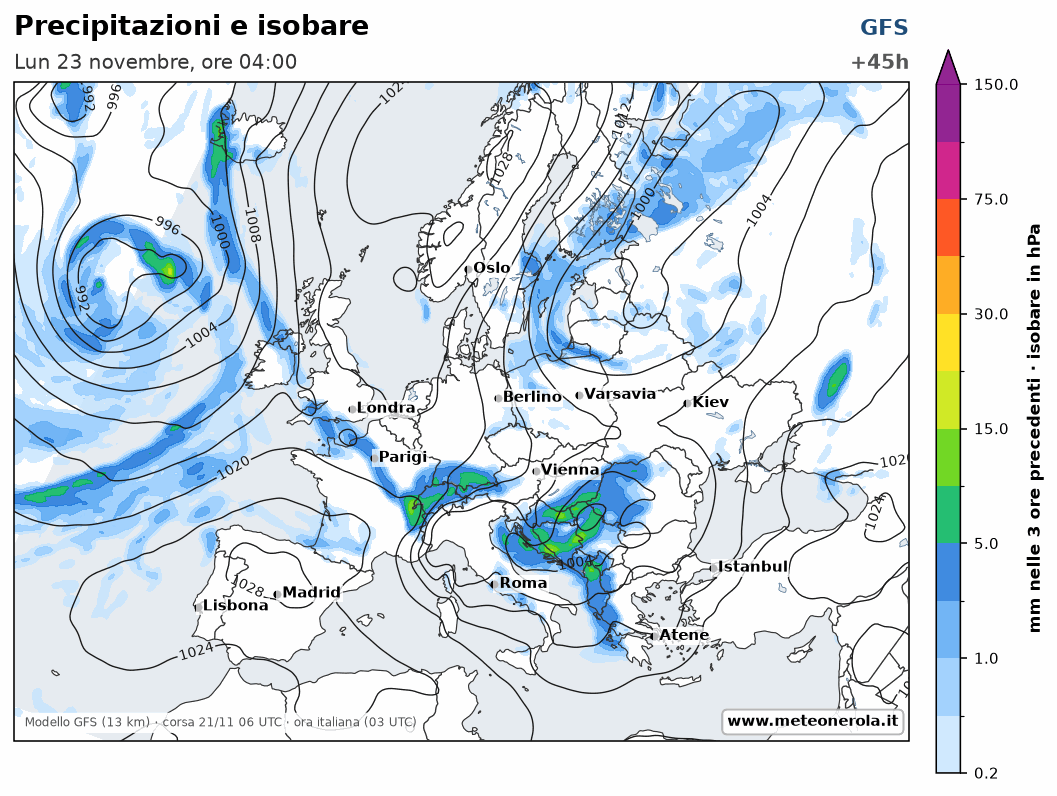 Precipitazioni e isobare
GFS
Lun 23 novembre, ore 04:00
+45h
992
996
1012
1028
1008
1000
996
1000
1004
992
Oslo
1004
Londra
Berlino
Varsavia
Kiev
Parigi
Vienna
1020
1020
1024
1004
Istanbul
Roma
1028
Madrid
Lisbona
Atene
1024
Modello GFS (13 km) · corsa 21/11 06 UTC · ora italiana (03 UTC)
www.meteonerola.it
150.0
75.0
30.0
15.0
5.0
1.0
0.2
mm nelle 3 ore precedenti · isobare in hPa